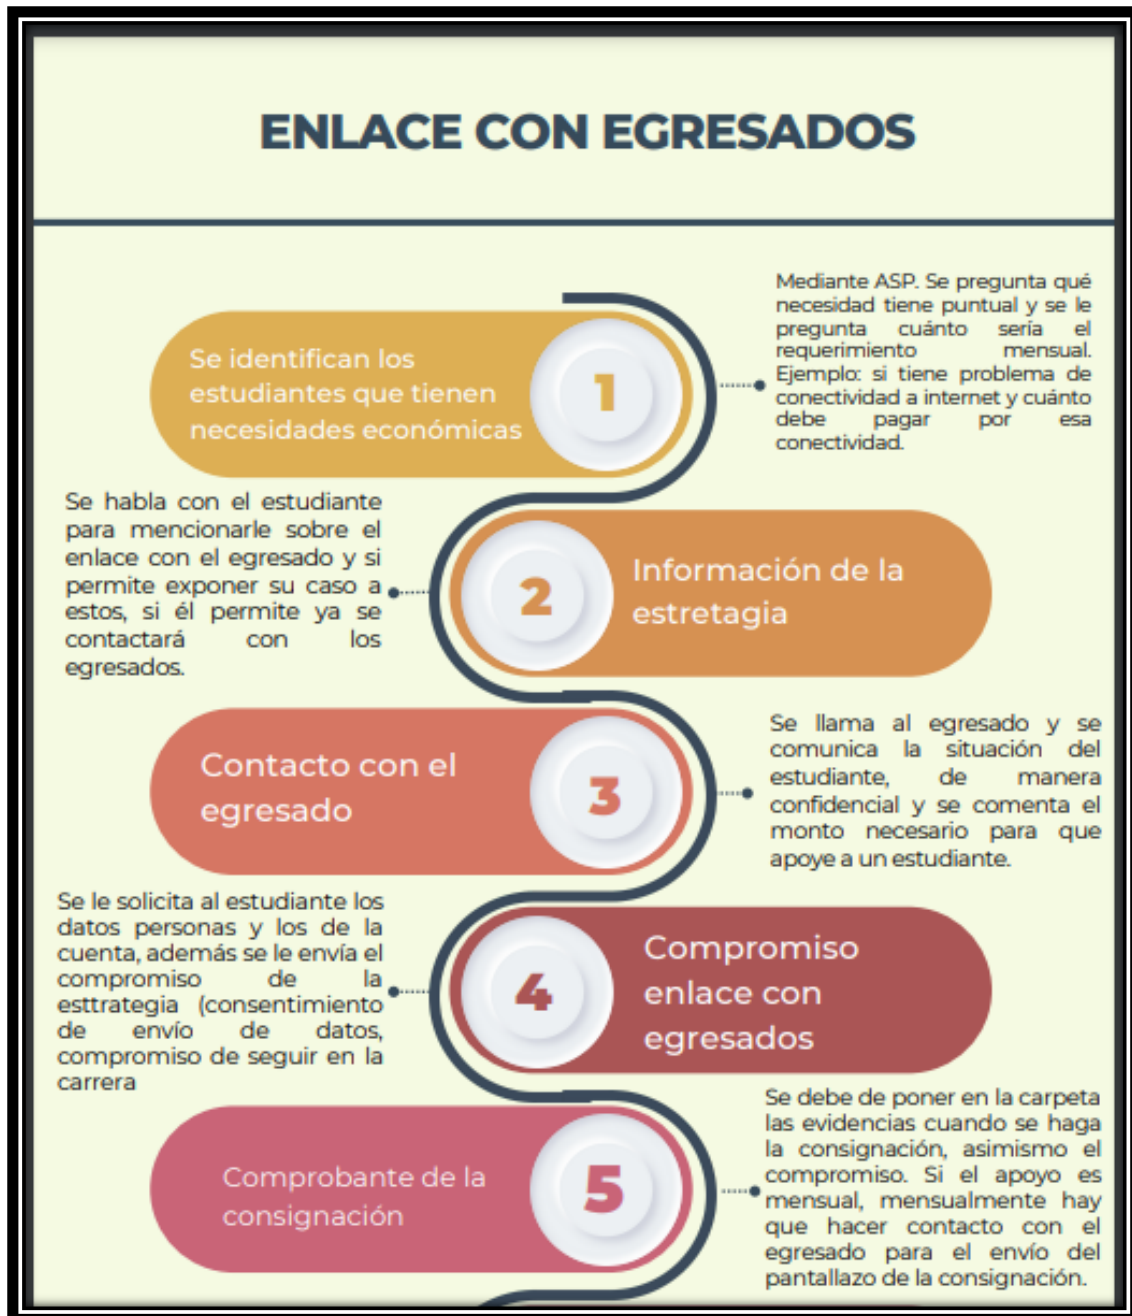 ENLACE CON EGRESADOS
Se identifican los
estudiantes que tienen
necesidades económicas
1
Mediante ASP. Se pregunta qué
necesidad tiene puntual y se le
pregunta cuánto sería el
requerimiento mensual.
Ejemplo: si tiene problema de
conectividad a internet y cuánto
debe pagar por esa
conectividad.
Se habla con el estudiante
para mencionarle sobre el
enlace con el egresado y si
permite exponer su caso a
estos, si él permite ya se
contactará con los
egresados.
2
Información de la
estretagia
Contacto con el
egresado
3
Se llama al egresado y se
comunica la situación del
estudiante, de manera
confidencial y se comenta el
monto necesario para que
apoye a un estudiante.
Se le solicita al estudiante los
datos personas y los de la
cuenta, además se le envía el
compromiso de la
esttrategia (consentimiento
de envío de datos,
compromiso de seguir en la
carrera
4
Compromiso
enlace con
egresados
Comprobante de la
consignación
5
Se debe de poner en la carpeta
las evidencias cuando se haga
la consignación, asimismo el
compromiso. Si el apoyo es
mensual, mensualmente hay
que hacer contacto con el
egresado para el envío del
pantallazo de la consignación.